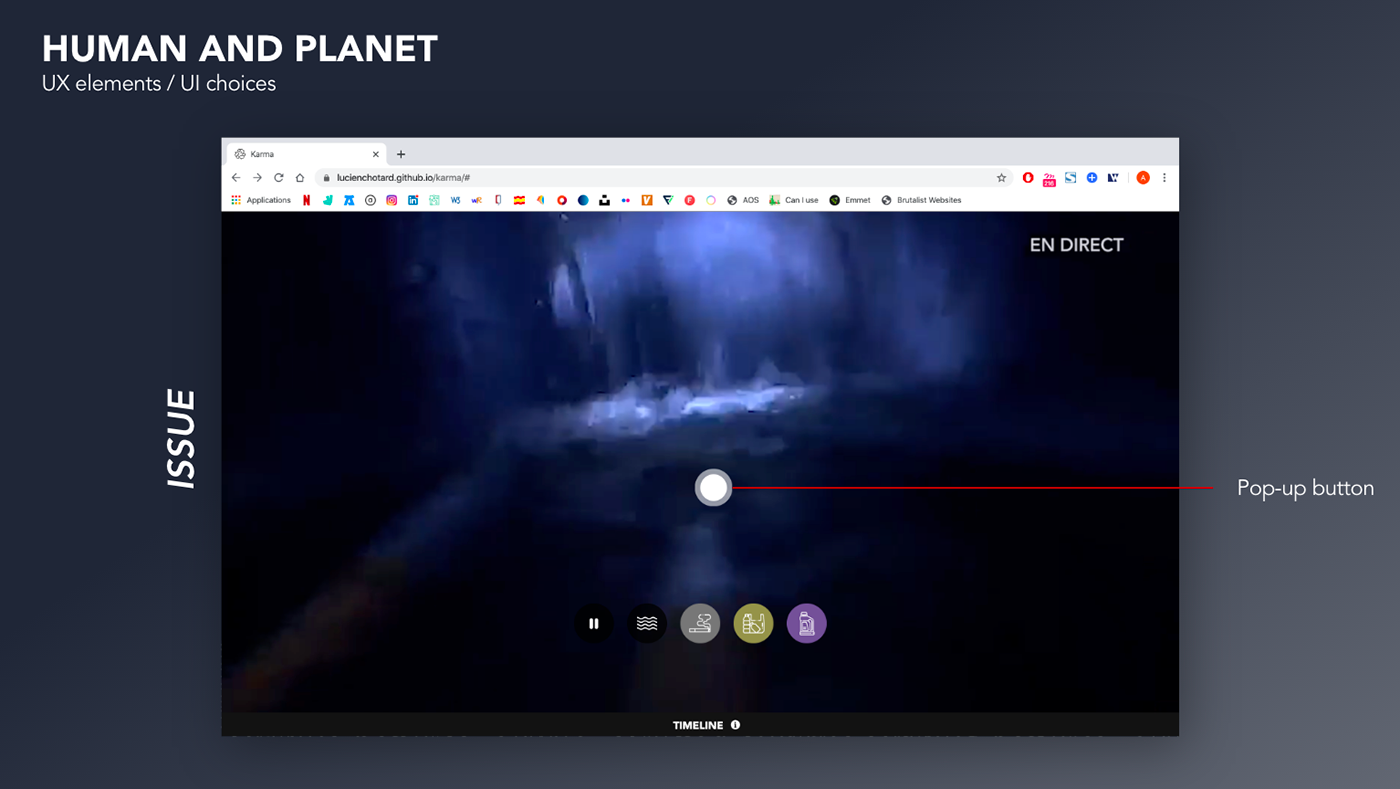 HUMAN AND PLANET
UX elements / UI choices
Karma
lucienchotard.github.io/karma/#
A
Applications
AOS
Can I use
Emmet
Brutalist Websites
EN DIRECT
ISSUE
Pop-up button
TIMELINE